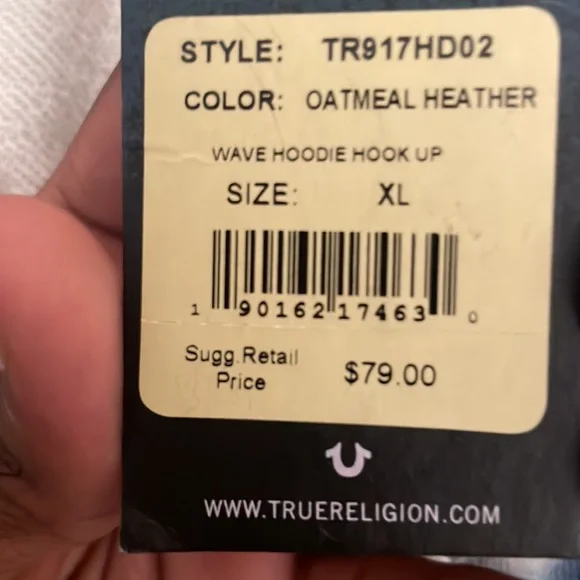 STYLE: TR917HD02
COLOR: OATMEAL HEATHER
WAVE HOODIE HOOK UP
SIZE: XL
1 90162 17463 0
Sugg.Retail Price $79.00
WWW.TRUERELIGION.COM